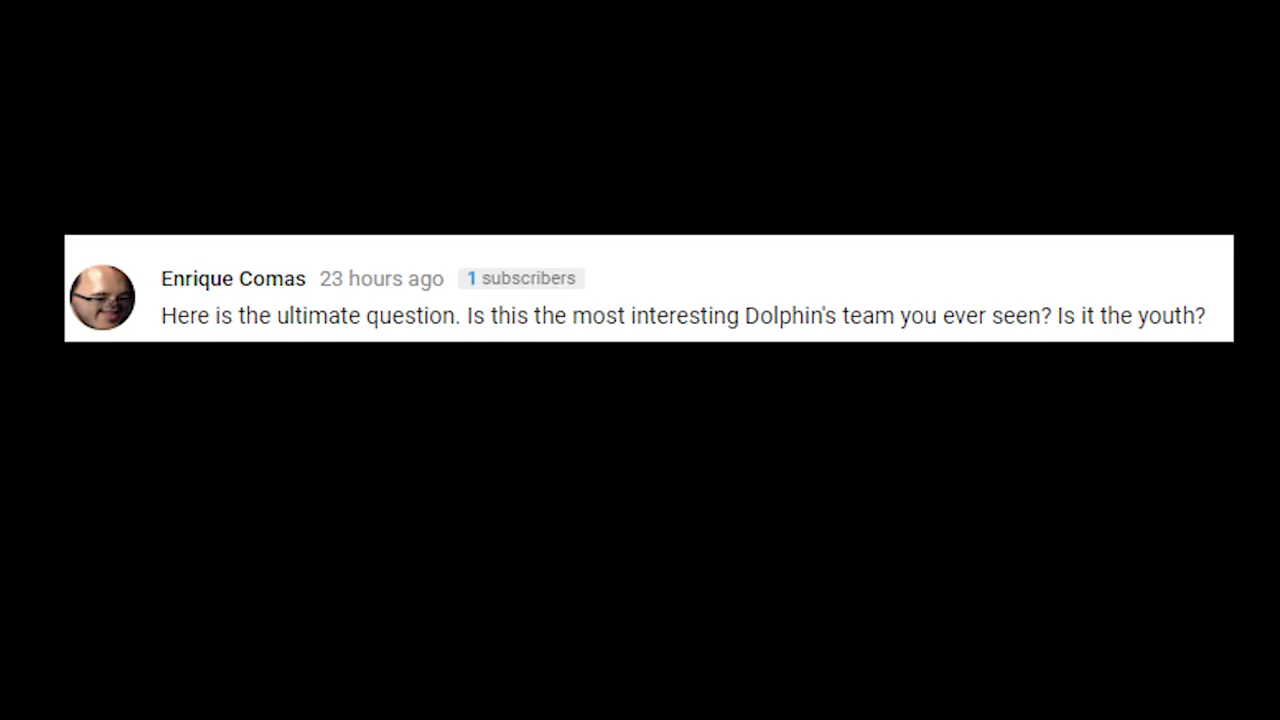 Enrique Comas 23 hours ago 1 subscribers
Here is the ultimate question. Is this the most interesting Dolphin's team you ever seen? Is it the youth?